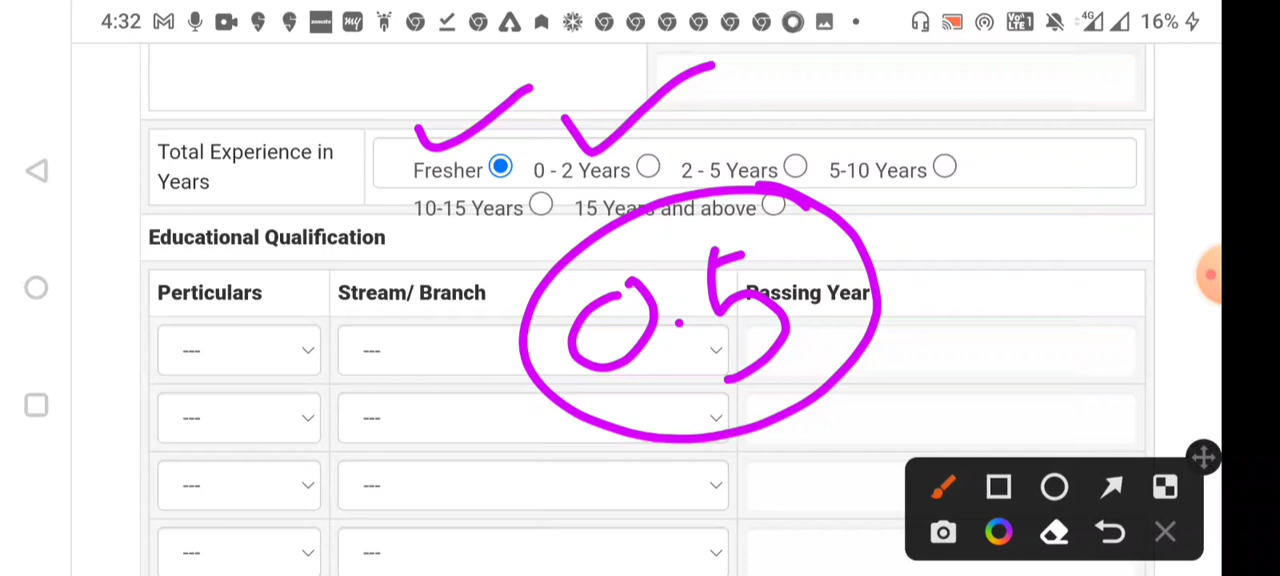 4:32 16%
Total Experience in Years
Fresher 0 - 2 Years 2 - 5 Years 5-10 Years
10-15 Years 15 Years and above
Educational Qualification
Perticulars Stream/ Branch Passing Year
0.5
--- ---
--- ---
--- ---
--- ---